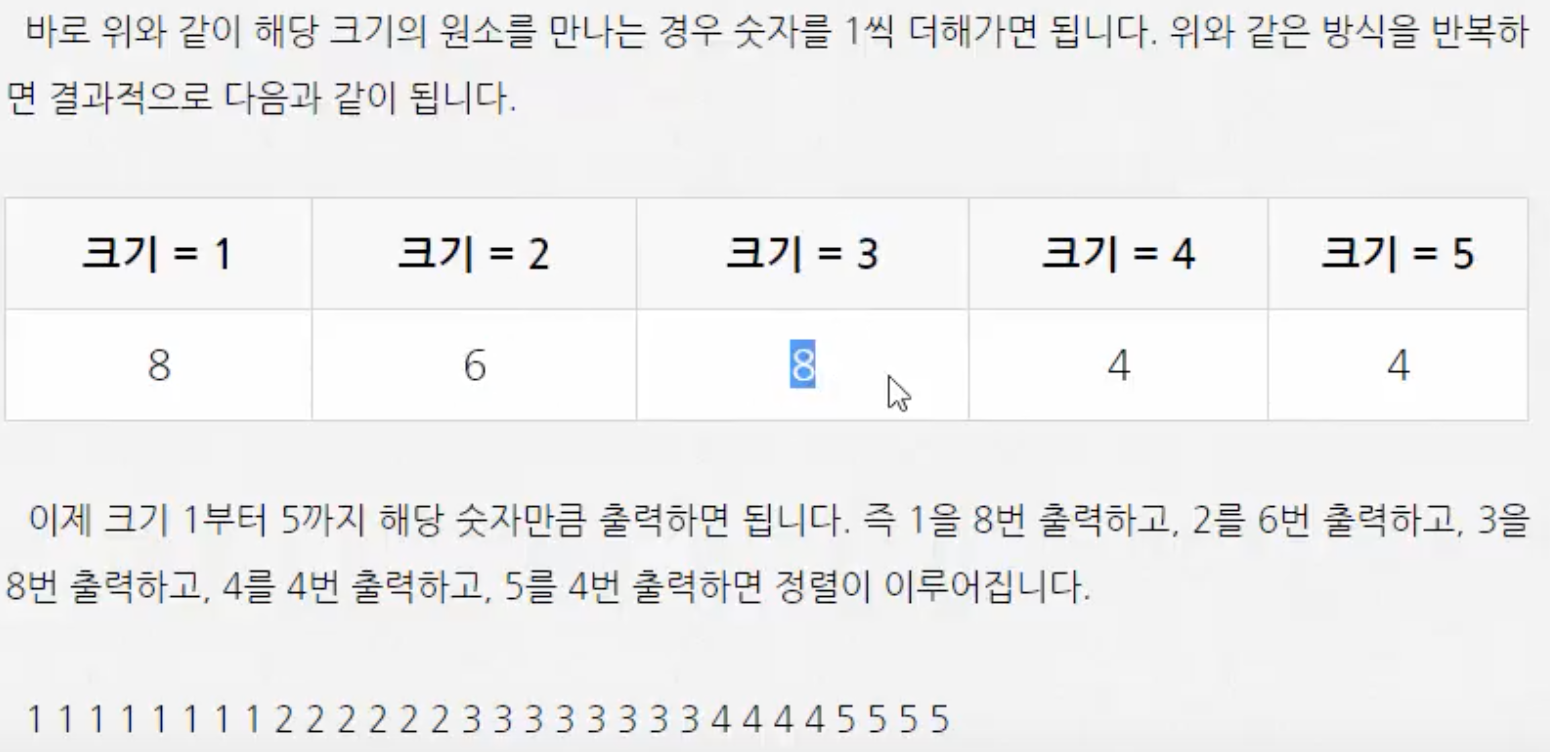 바로 위와 같이 해당 크기의 원소를 만나는 경우 숫자를 1씩 더해가면 됩니다. 위와 같은 방식을 반복하
면 결과적으로 다음과 같이 됩니다.
크기 = 1 크기 = 2 크기 = 3 크기 = 4 크기 = 5
8 6 8 4 4
이제 크기 1부터 5까지 해당 숫자만큼 출력하면 됩니다. 즉 1을 8번 출력하고, 2를 6번 출력하고, 3을
8번 출력하고, 4를 4번 출력하고, 5를 4번 출력하면 정렬이 이루어집니다.
1 1 1 1 1 1 1 1 2 2 2 2 2 2 3 3 3 3 3 3 3 3 4 4 4 4 5 5 5 5